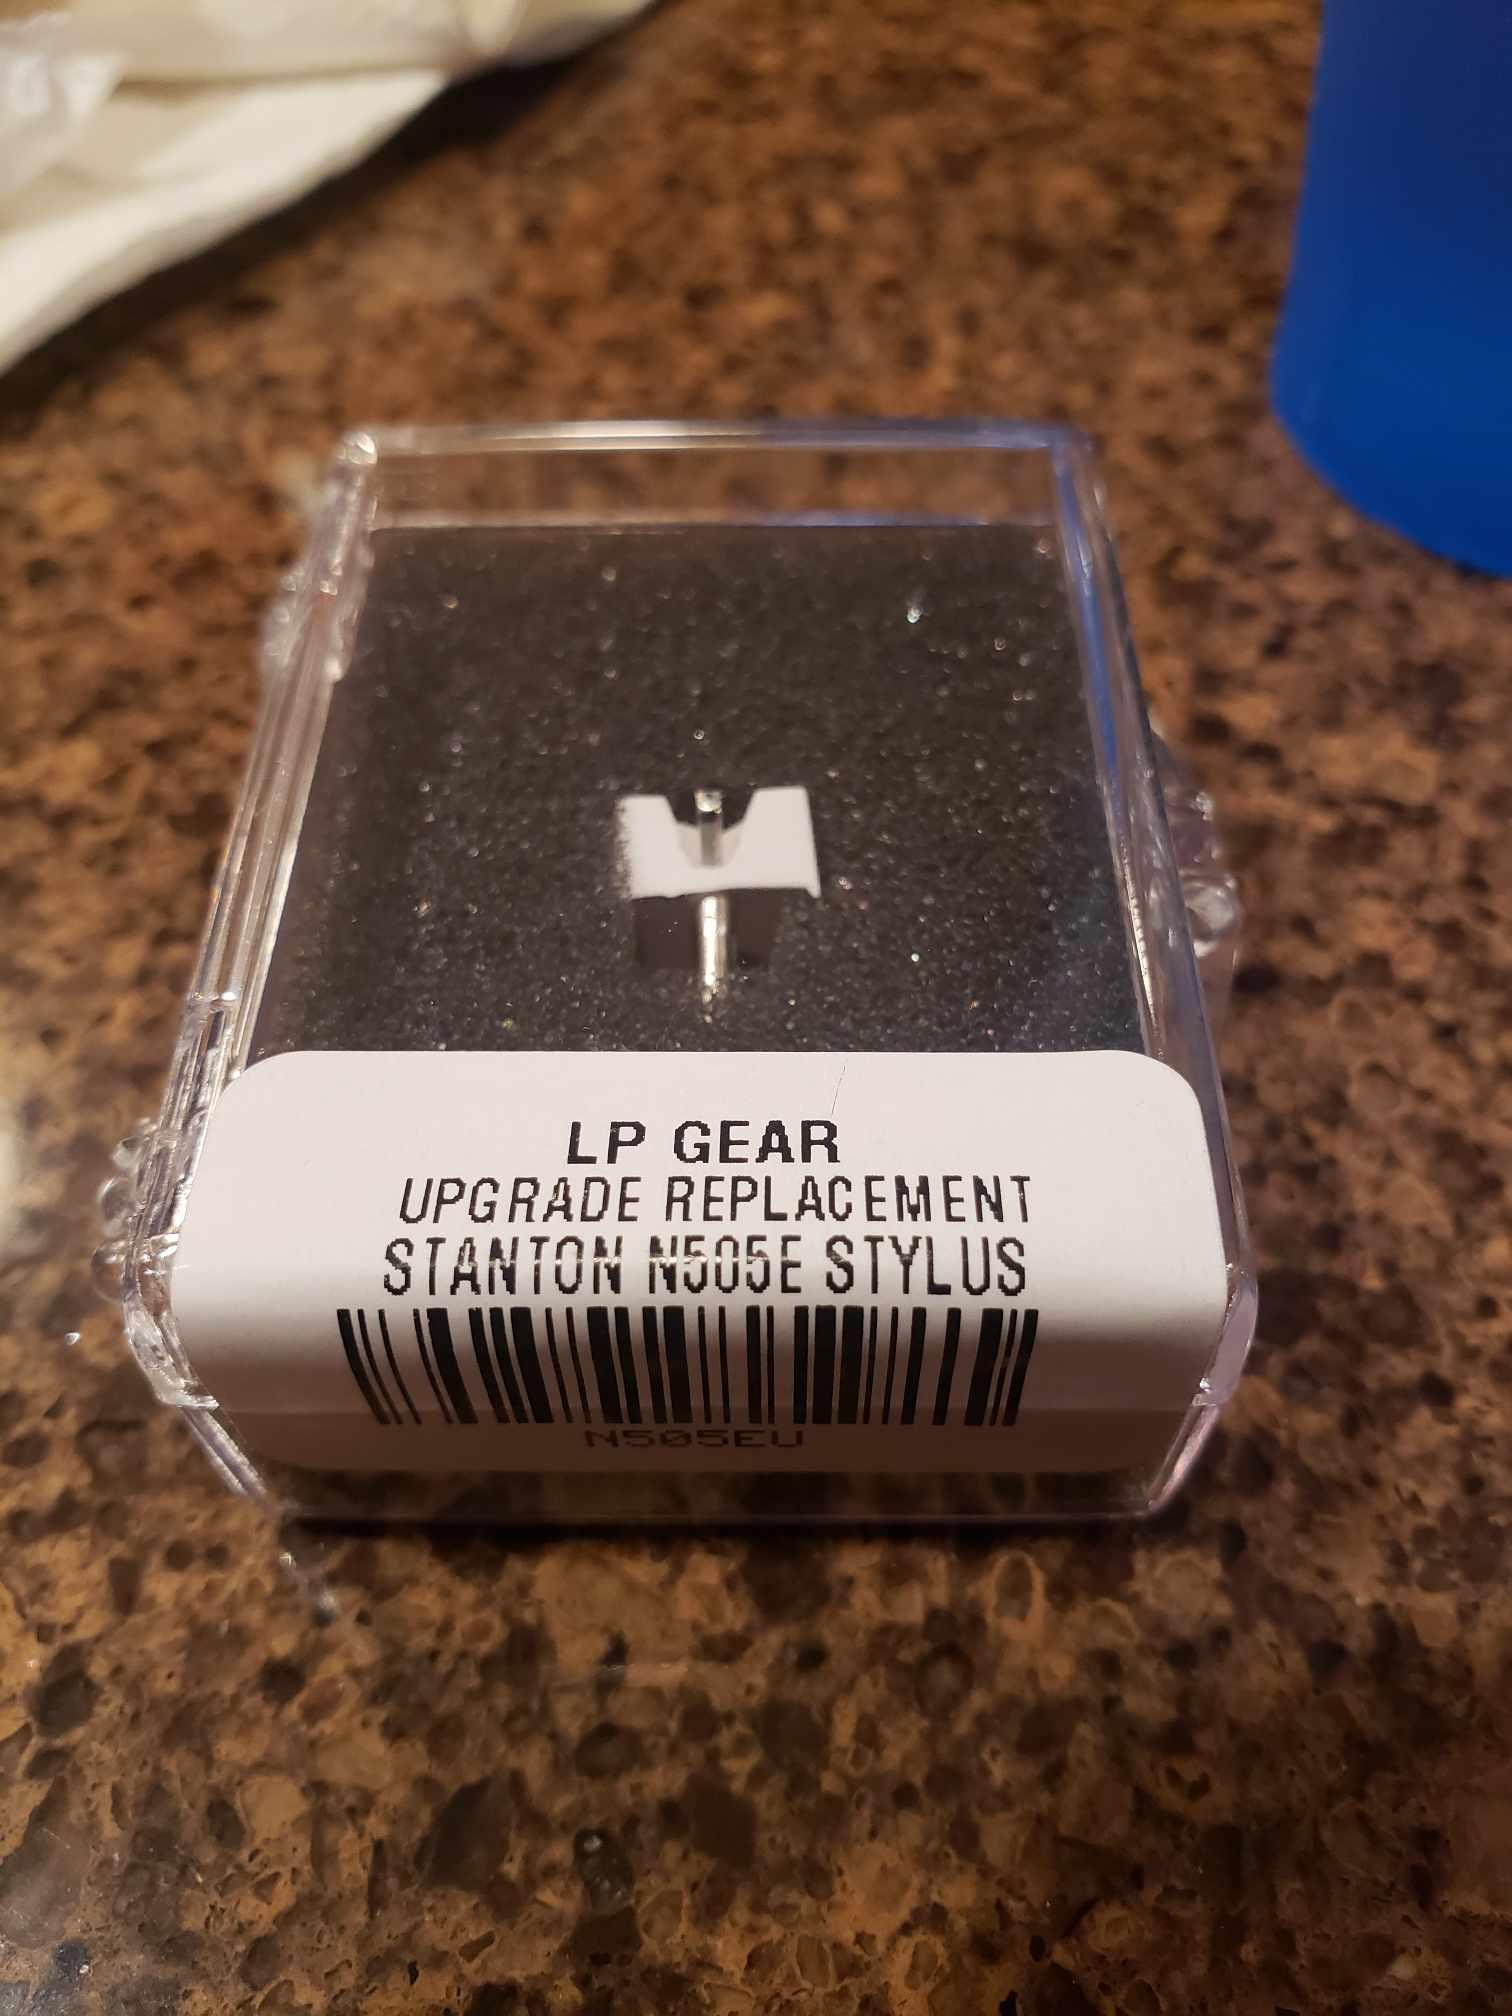 LP GEAR
UPGRADE REPLACEMENT
STANTON N505E STYLUS
N505EU